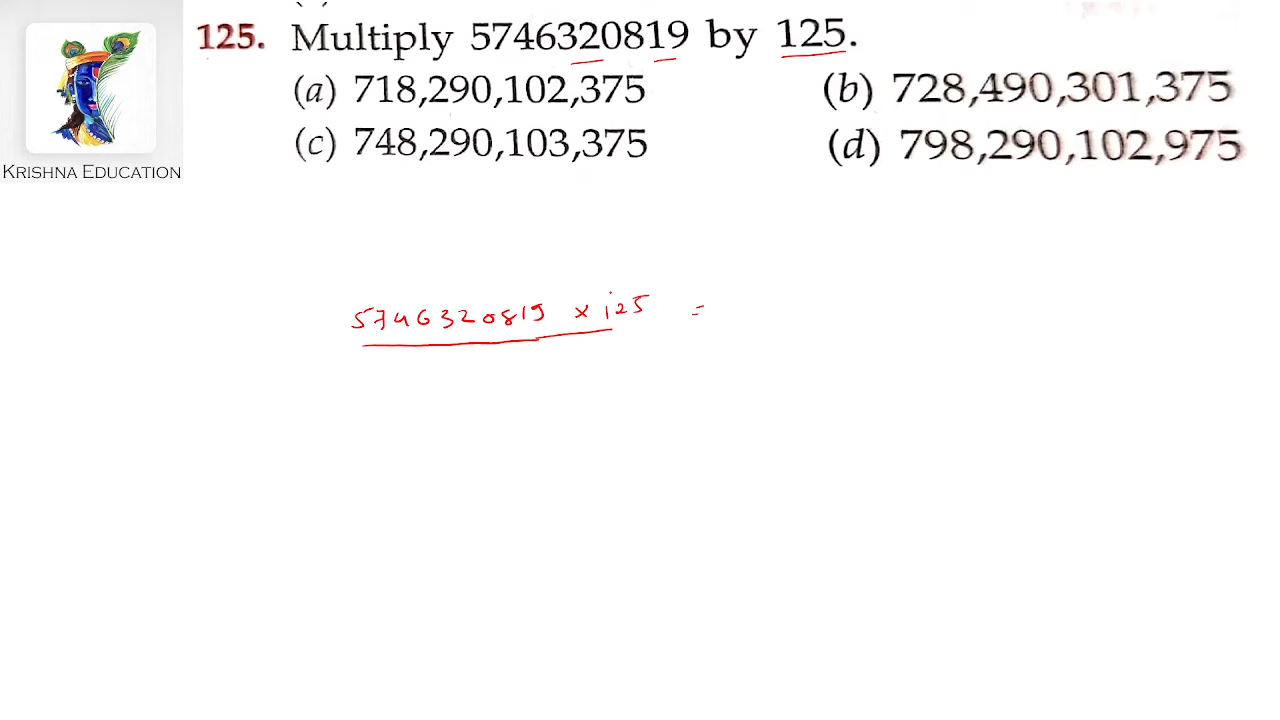 125. Multiply 5746320819 by 125.
(a) 718,290,102,375 (b) 728,490,301,375
(c) 748,290,103,375 (d) 798,290,102,975
KRISHNA EDUCATION
5746320819 × 125 =